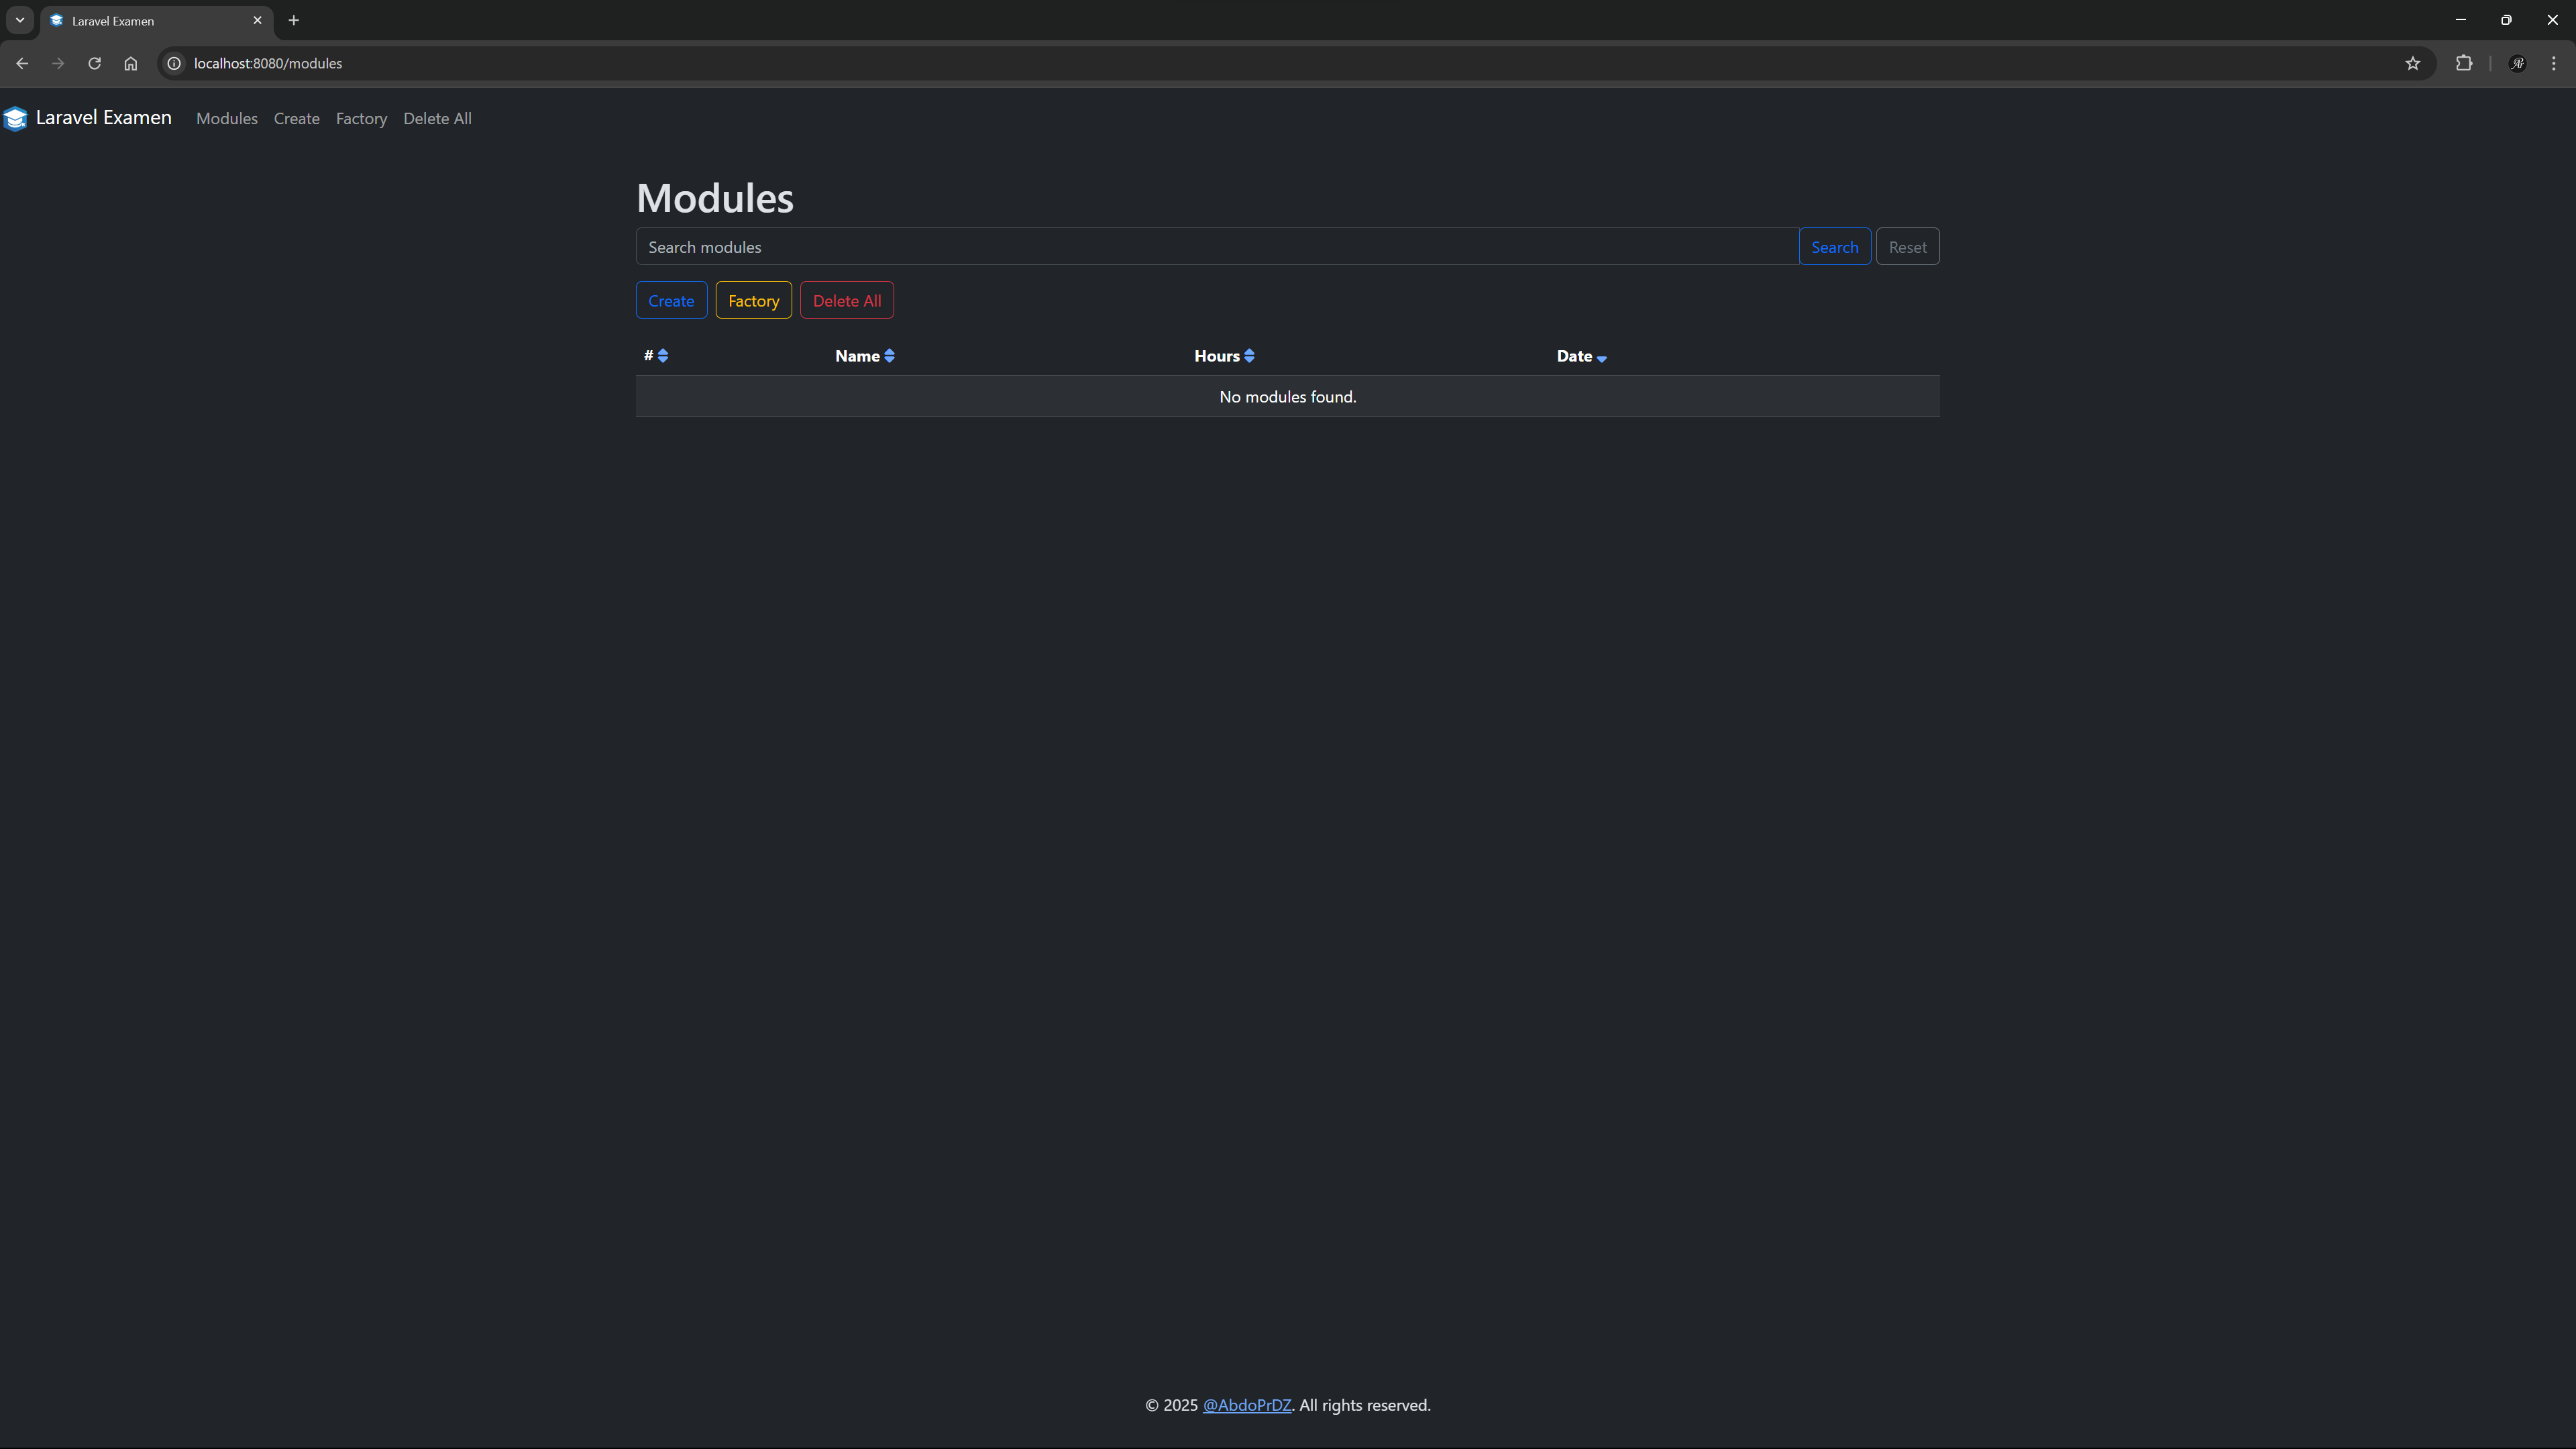 Laravel Examen
localhost:8080/modules
Laravel Examen Modules Create Factory Delete All
Modules
Search modules Search Reset
Create Factory Delete All
# Name Hours Date
No modules found.
© 2025 @AbdoPrDZ. All rights reserved.